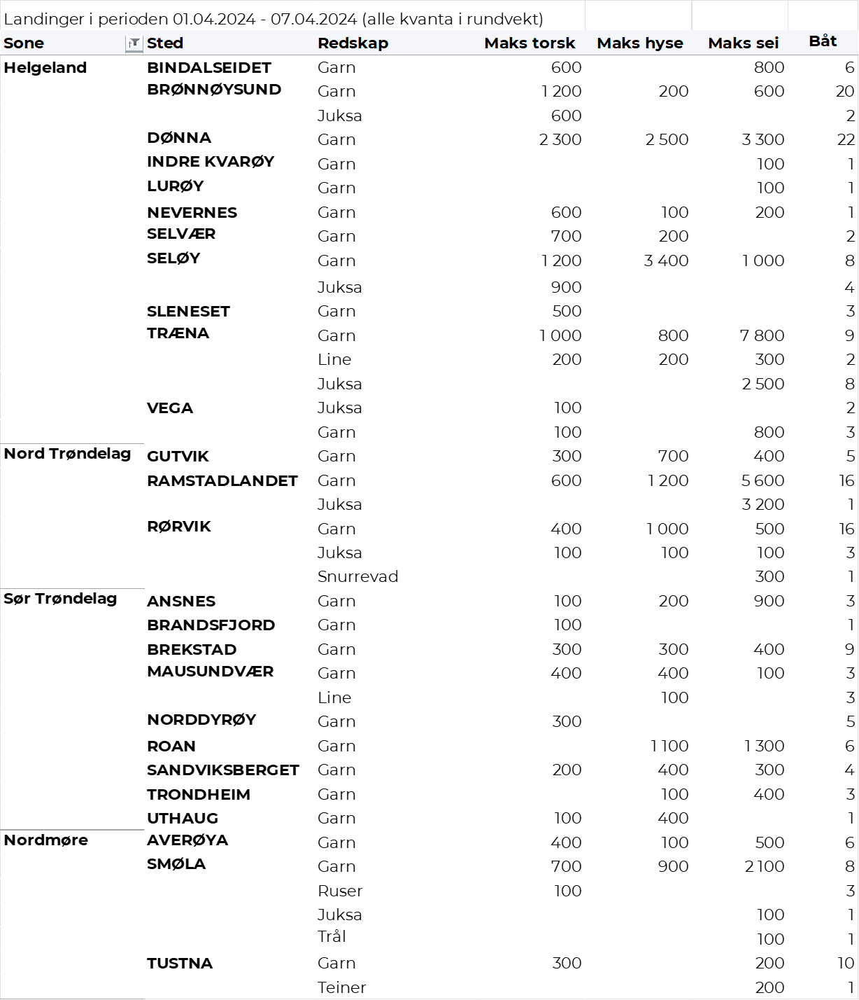 Landinger i perioden 01.04.2024 - 07.04.2024 (alle kvanta i rundvekt)
Sone Sted Redskap Maks torsk Maks hyse Maks sei Båt
Helgeland BINDALSEIDET Garn 600 800 6
BRØNNØYSUND Garn 1 200 200 600 20
Juksa 600 2
DØNNA Garn 2 300 2 500 3 300 22
INDRE KVARØY Garn 100 1
LURØY Garn 100 1
NEVERNES Garn 600 100 200 1
SELVÆR Garn 700 200 2
SELØY Garn 1 200 3 400 1 000 8
Juksa 900 4
SLENESET Garn 500 3
TRÆNA Garn 1 000 800 7 800 9
Line 200 200 300 2
Juksa 2 500 8
VEGA Juksa 100 2
Garn 100 800 3
Nord Trøndelag GUTVIK Garn 300 700 400 5
RAMSTADLANDET Garn 600 1 200 5 600 16
Juksa 3 200 1
RØRVIK Garn 400 1 000 500 16
Juksa 100 100 100 3
Snurrevad 300 1
Sør Trøndelag ANSNES Garn 100 200 900 3
BRANDSFJORD Garn 100 1
BREKSTAD Garn 300 300 400 9
MAUSUNDVÆR Garn 400 400 100 3
Line 100 3
NORDDYRØY Garn 300 5
ROAN Garn 1 100 1 300 6
SANDVIKSBERGET Garn 200 400 300 4
TRONDHEIM Garn 100 400 3
UTHAUG Garn 100 400 1
Nordmøre AVERØYA Garn 400 100 500 6
SMØLA Garn 700 900 2 100 8
Ruser 100 3
Juksa 100 1
Trål 100 1
TUSTNA Garn 300 200 10
Teiner 200 1